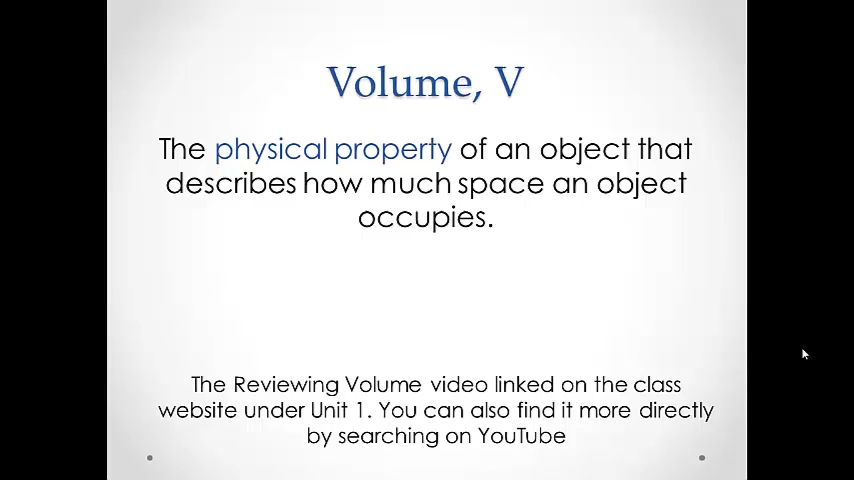 Volume, V
The physical property of an object that
describes how much space an object
occupies.
The Reviewing Volume video linked on the class
website under Unit 1. You can also find it more directly
by searching on YouTube